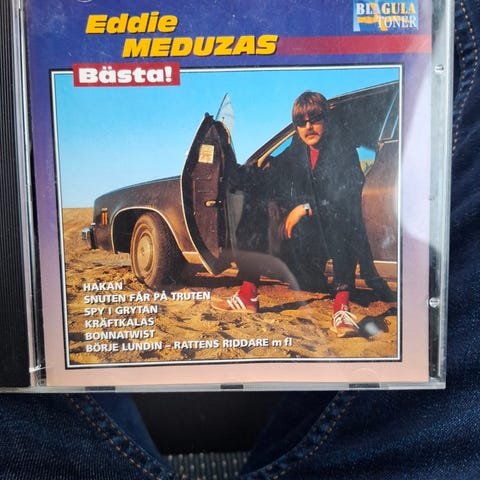 BLÅGULA
TONER
Eddie
MEDUZAS
Bästa!
HÅKAN
SNUTEN FÅR PÅ TRUTEN
SPY I GRYTAN
KRÄFTKALAS
BONNATWIST
BÖRJE LUNDIN – RATTENS RIDDARE m fl